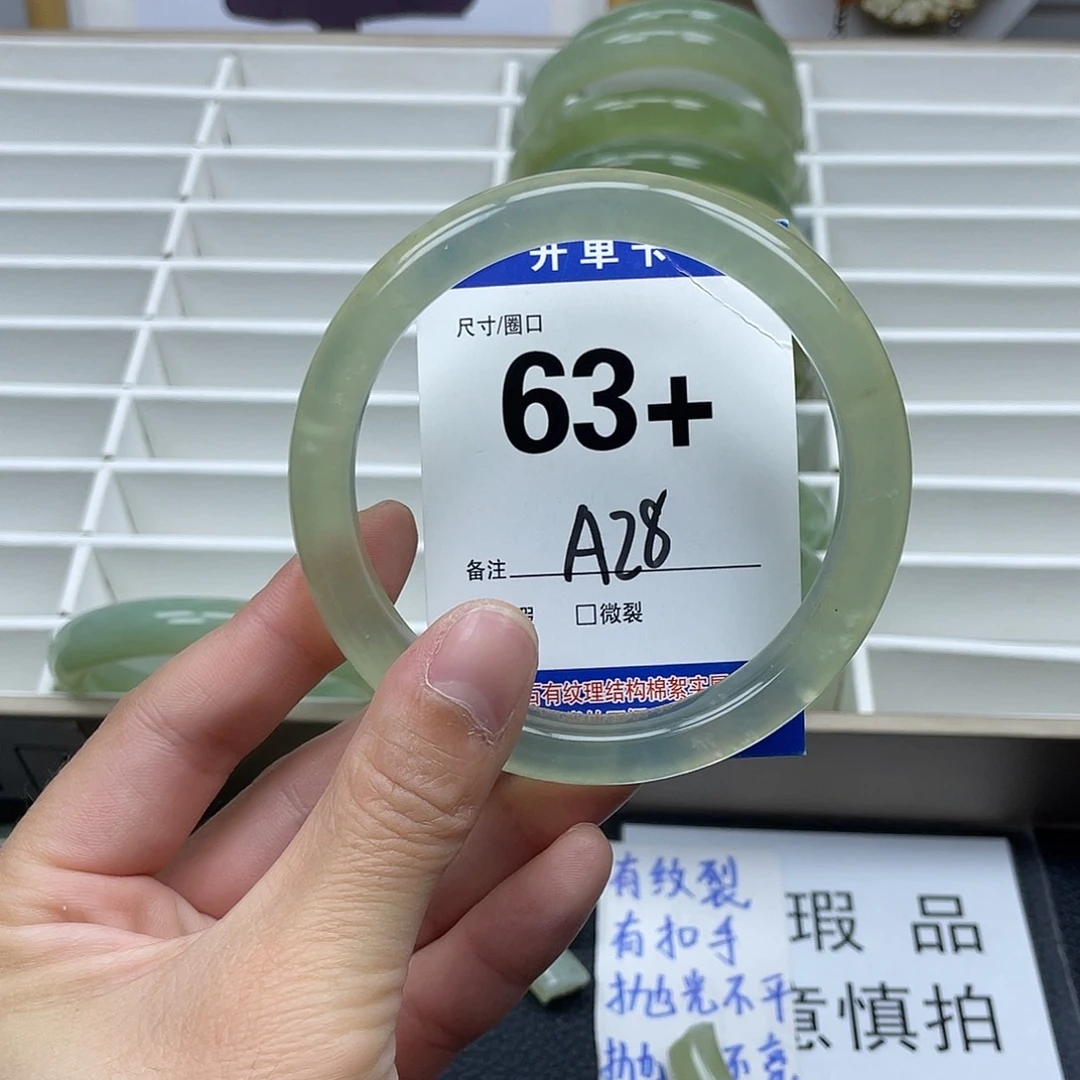 开单卡
尺寸/圈口
63+
A28
备注
□微裂
有纹理结构棉絮实属
有纹裂
有扣手
抛光不平
瑕 品
意慎拍